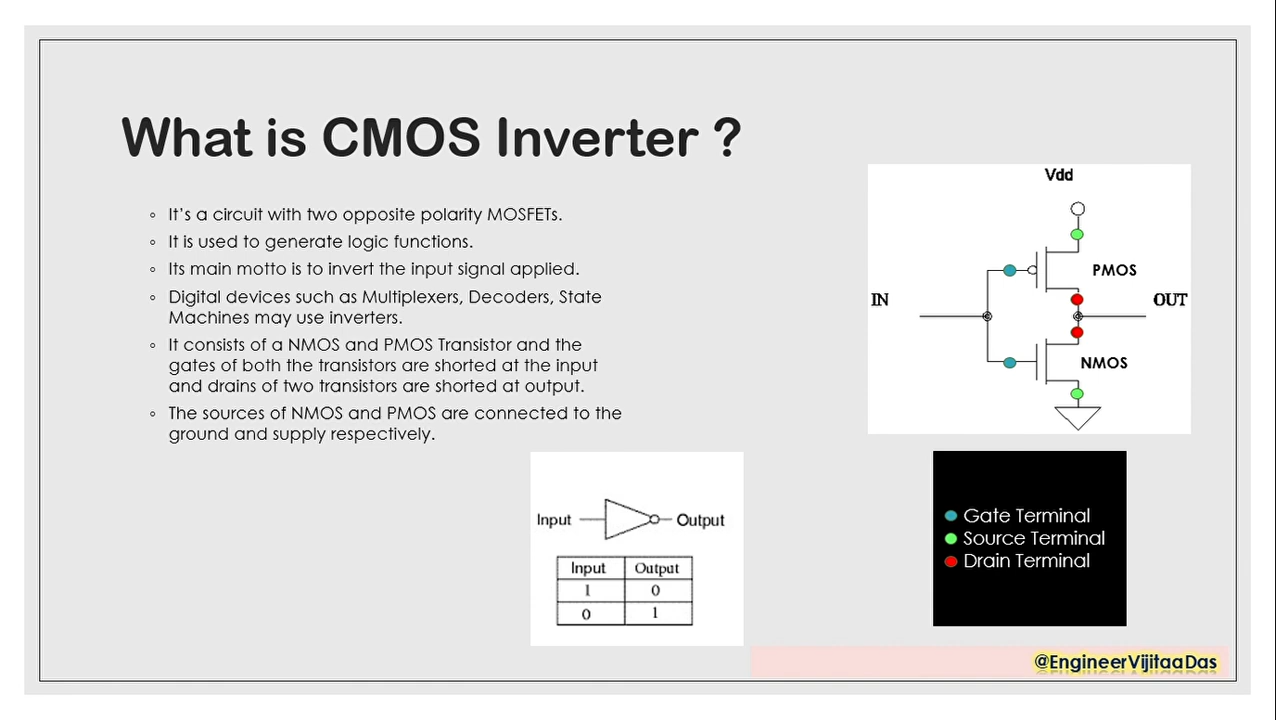 What is CMOS Inverter ?
◦ It's a circuit with two opposite polarity MOSFETs.
◦ It is used to generate logic functions.
◦ Its main motto is to invert the input signal applied.
◦ Digital devices such as Multiplexers, Decoders, State
Machines may use inverters.
◦ It consists of a NMOS and PMOS Transistor and the
gates of both the transistors are shorted at the input
and drains of two transistors are shorted at output.
◦ The sources of NMOS and PMOS are connected to the
ground and supply respectively.
Vdd
PMOS
IN
OUT
NMOS
Input Output
Input Output
1 0
0 1
Gate Terminal
Source Terminal
Drain Terminal
@EngineerVijitaaDas